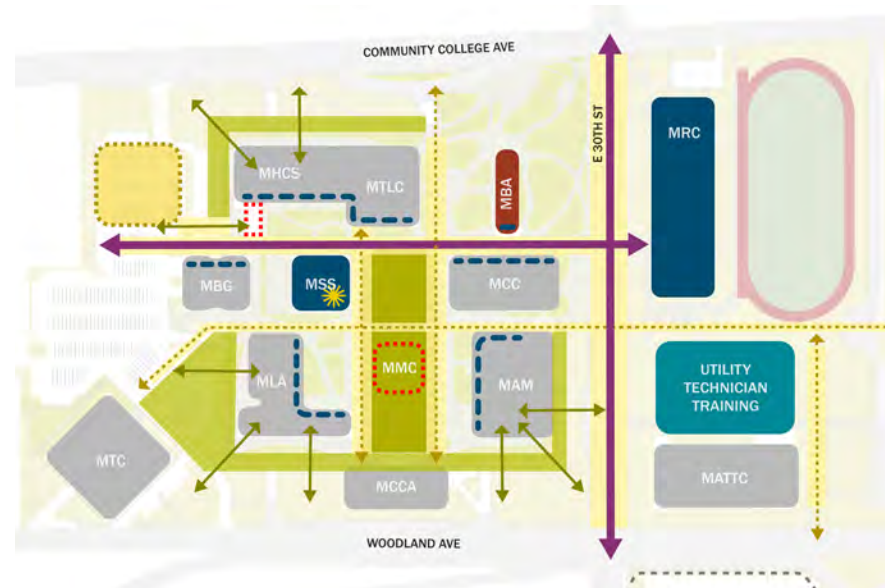 COMMUNITY COLLEGE AVE
E 30TH ST
MRC
MHCS
MTLC
MBA
MBG
MSS
MCC
MLA
MMC
MAM
UTILITY
TECHNICIAN
TRAINING
MTC
MCCA
MATTC
WOODLAND AVE